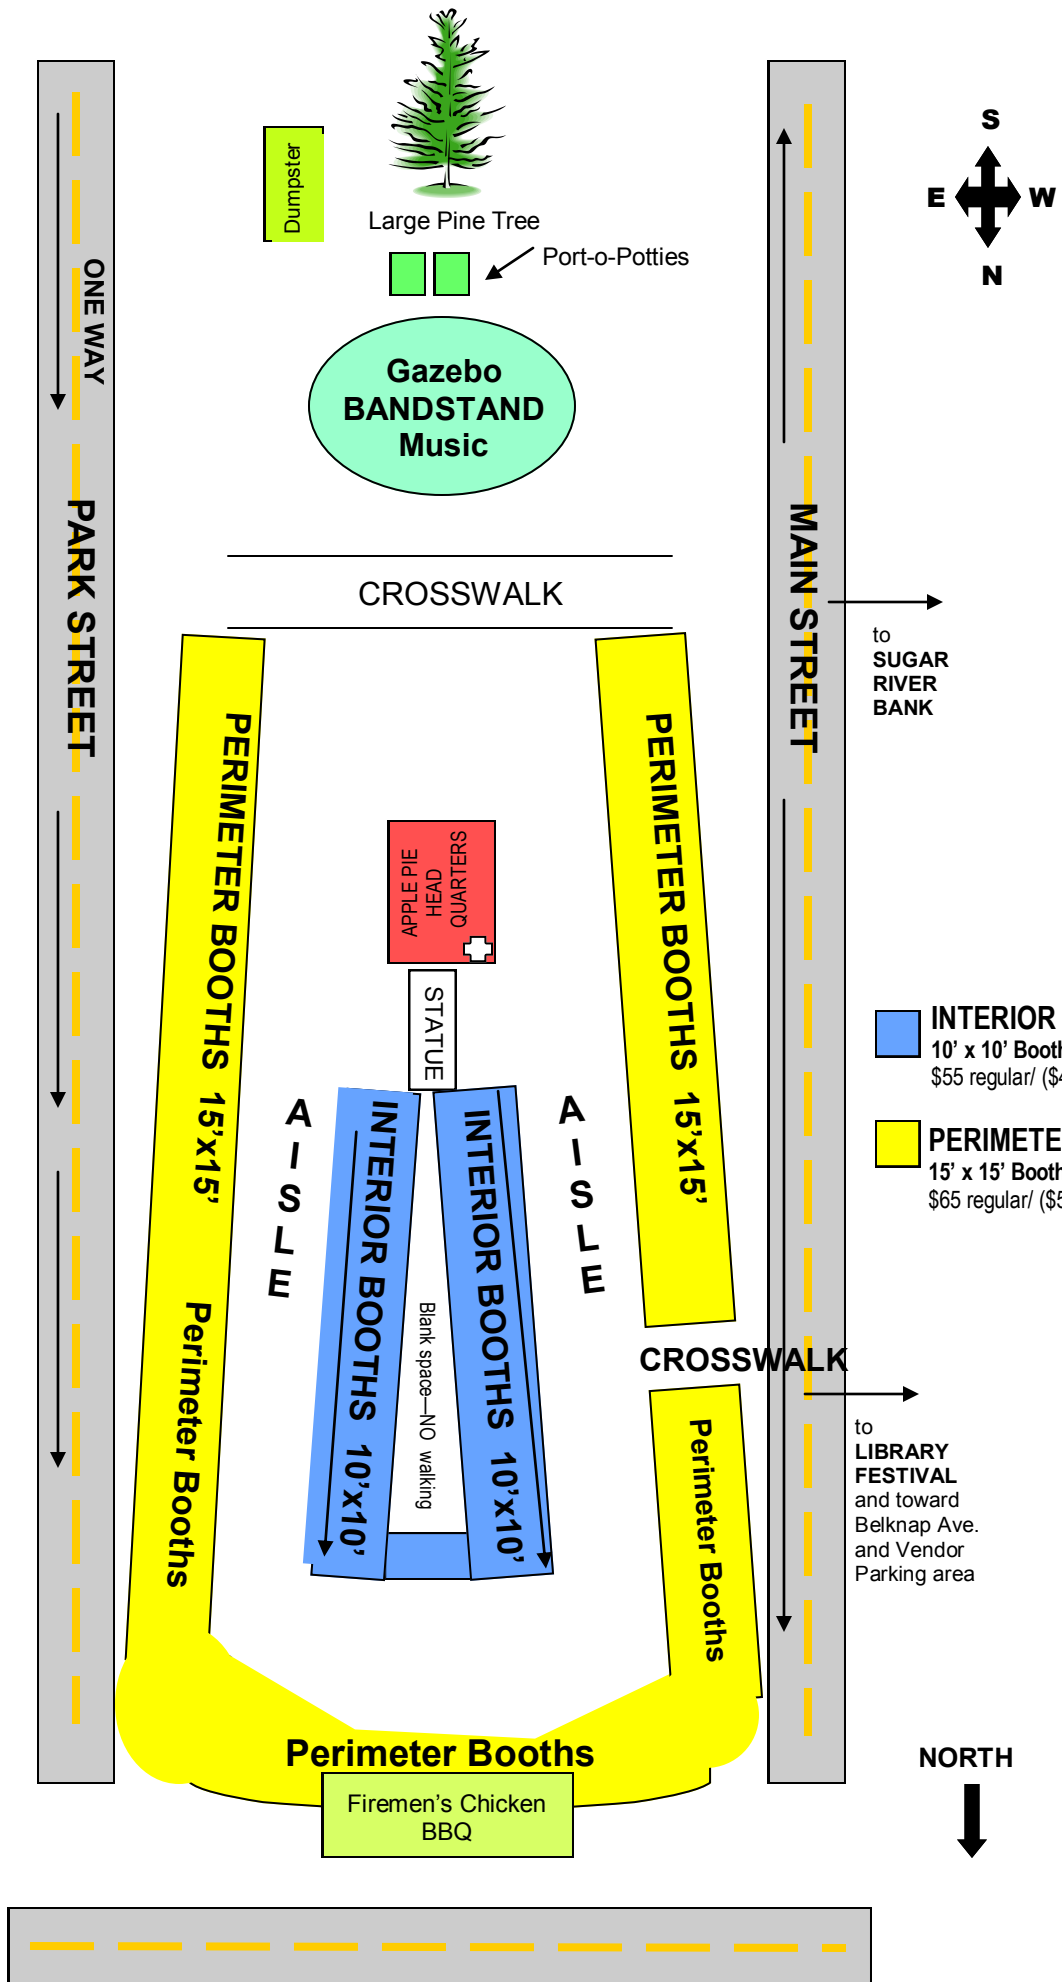 S
E W
N
Dumpster
Large Pine Tree
Port-o-Potties
ONE WAY
Gazebo
BANDSTAND
Music
PARK STREET
MAIN STREET
CROSSWALK
to
SUGAR
RIVER
BANK
PERIMETER BOOTHS 15’x15’
PERIMETER BOOTHS 15’x15’
APPLE PIE
HEAD
QUARTERS
STATUE
INTERIOR
10’ x 10’ Booth
$55 regular/ ($4
PERIMETE
15’ x 15’ Booth
$65 regular/ ($5
AISLE
INTERIOR BOOTHS 10’x10’
INTERIOR BOOTHS 10’x10’
AISLE
Blank space—NO walking
Perimeter Booths
CROSSWALK
Perimeter Booths
to
LIBRARY
FESTIVAL
and toward
Belknap Ave.
and Vendor
Parking area
Perimeter Booths
Firemen’s Chicken
BBQ
NORTH